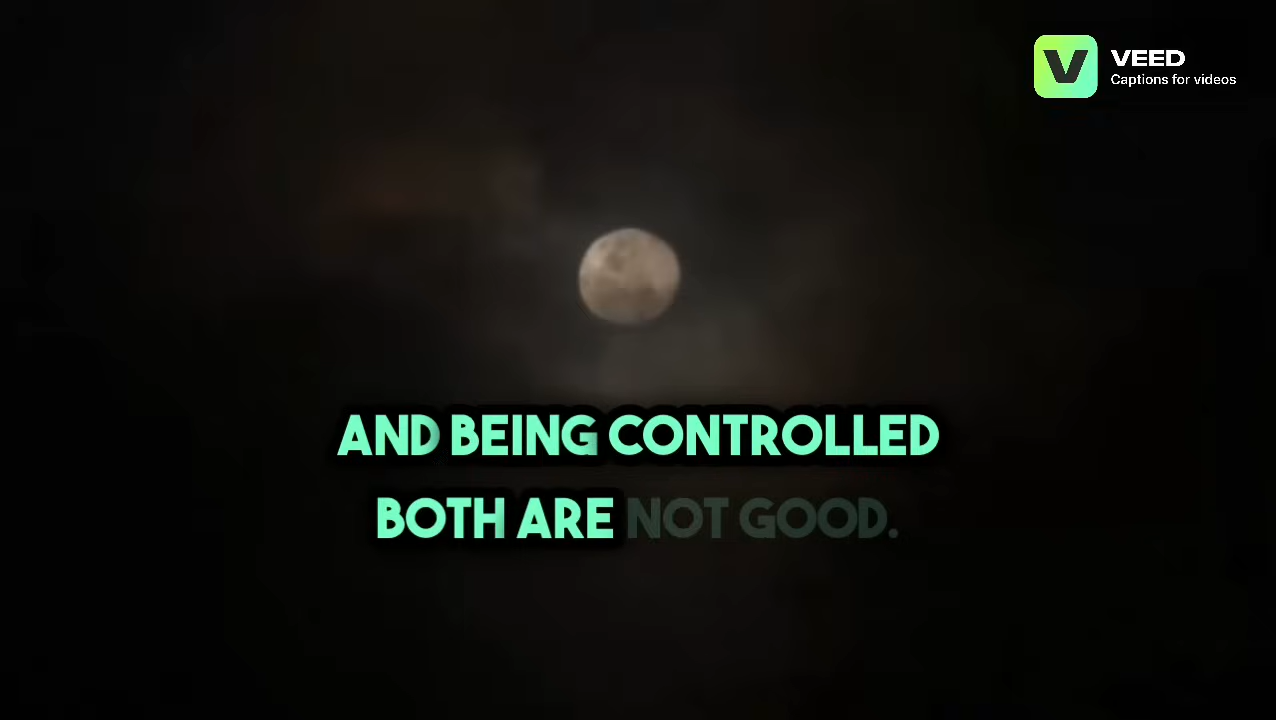 VEED
Captions for videos
AND BEING CONTROLLED
BOTH ARE NOT GOOD.